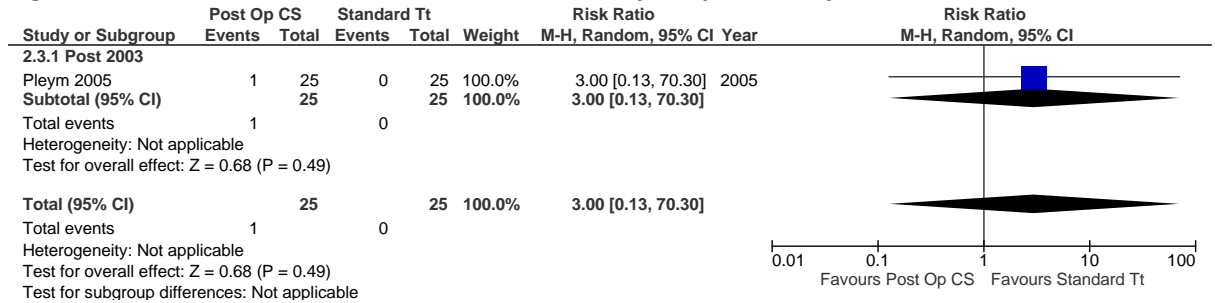 Post Op CS Standard Tt Risk Ratio Risk Ratio
Study or Subgroup Events Total Events Total Weight M-H, Random, 95% CI Year M-H, Random, 95% CI
2.3.1 Post 2003
Pleym 2005 1 25 0 25 100.0% 3.00 [0.13, 70.30] 2005
Subtotal (95% CI) 25 25 100.0% 3.00 [0.13, 70.30]
Total events 1 0
Heterogeneity: Not applicable
Test for overall effect: Z = 0.68 (P = 0.49)
Total (95% CI) 25 25 100.0% 3.00 [0.13, 70.30]
Total events 1 0
Heterogeneity: Not applicable
Test for overall effect: Z = 0.68 (P = 0.49)
Test for subgroup differences: Not applicable
0.01 0.1 1 10 100
Favours Post Op CS Favours Standard Tt